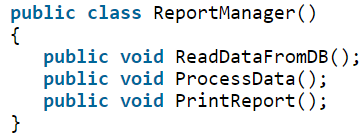 public class ReportManager()
{
public void ReadDataFromDB();
public void ProcessData();
public void PrintReport();
}